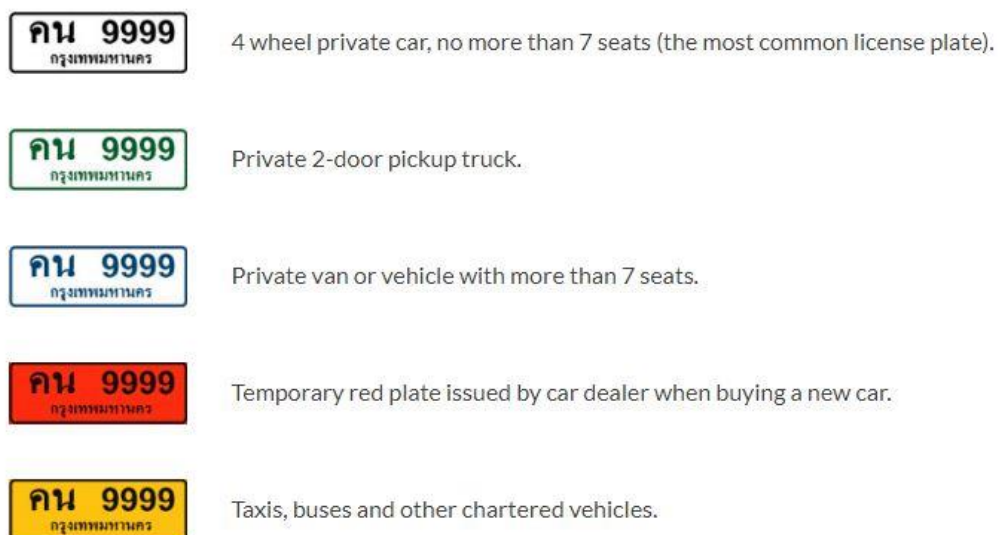 คน 9999
กรุงเทพมหานคร
4 wheel private car, no more than 7 seats (the most common license plate).
คน 9999
กรุงเทพมหานคร
Private 2-door pickup truck.
คน 9999
กรุงเทพมหานคร
Private van or vehicle with more than 7 seats.
คน 9999
กรุงเทพมหานคร
Temporary red plate issued by car dealer when buying a new car.
คน 9999
กรุงเทพมหานคร
Taxis, buses and other chartered vehicles.